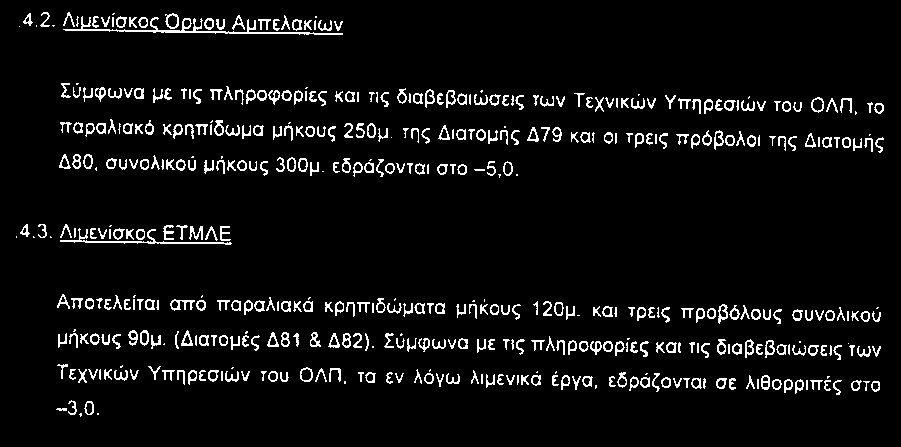 .4.2. Λιμενίσκος Όρμου Αμπελακίων
Σύμφωνα με τις πληροφορίες και τις διαβεβαιώσεις των Τεχνικών Υπηρεσιών του ΟΛΠ, το
παραλιακό κρηπίδωμα μήκους 250μ. της Διατομής Δ79 και οι τρεις πρόβολοι της Διατομής
Δ80, συνολικού μήκους 300μ. εδράζονται στο –5,0.
.4.3. Λιμενίσκος ΕΤΜΛΕ
Αποτελείται από παραλιακά κρηπιδώματα μήκους 120μ. και τρεις προβόλους συνολικού
μήκους 90μ. (Διατομές Δ81 & Δ82). Σύμφωνα με τις πληροφορίες και τις διαβεβαιώσεις των
Τεχνικών Υπηρεσιών του ΟΛΠ, τα εν λόγω λιμενικά έργα, εδράζονται σε λιθορριπές στο
–3,0.